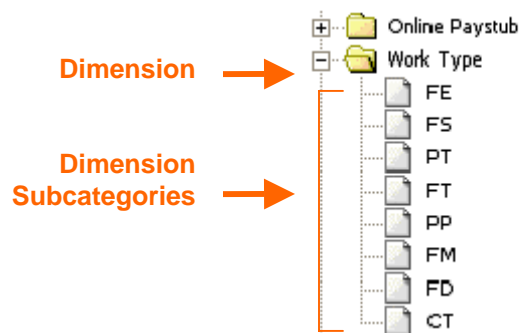 Online Paystub
Dimension
Work Type
FE
FS
PT
Dimension
Subcategories
FT
PP
FM
FD
CT